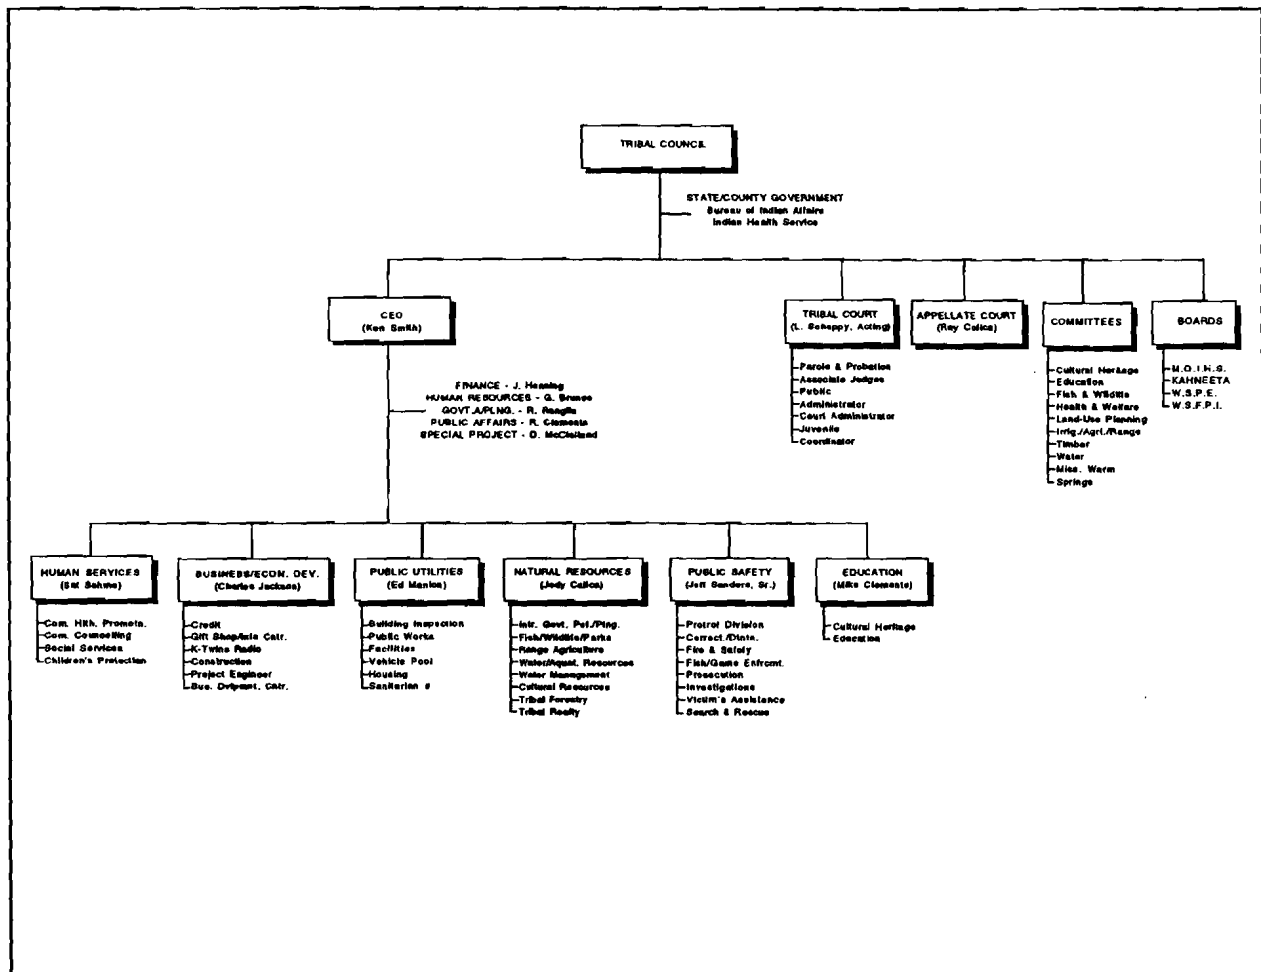 TRIBAL COUNCIL
STATE/COUNTY GOVERNMENT
Bureau of Indian Affairs
Indian Health Service
CEO
(Ken Smith)
TRIBAL COURT
(L. Schappy, Acting)
APPELLATE COURT
(Roy Calica)
COMMITTEES
BOARDS
FINANCE - J. Henning
HUMAN RESOURCES - G. Brunoe
GOVT.A/PLNG. - R.
PUBLIC AFFAIRS - R. Clements
SPECIAL PROJECT - D. McClelland
Parole & Probation
Associate Judges
Public
Administrator
Court Administrator
Juvenile
Coordinator
Cultural Heritage
Education
Fish & Wildlife
Health & Welfare
Land-Use Planning
Irrig./Agri./Range
Timber
Water
Misc. Warm
Springs
M.O.I.H.S.
KAHNEETA
W.S.P.E.
W.S.F.P.I.
HUMAN SERVICES
(Sat Sahme)
BUSINESS/ECON. DEV.
(Charles Jackson)
PUBLIC UTILITIES
(Ed Manion)
NATURAL RESOURCES
(Jody Calica)
PUBLIC SAFETY
(Jeff Sanders, Sr.)
EDUCATION
(Mike Clements)
Com. Hlth. Promotn.
Com. Counselling
Social Services
Children's Protection
Credit
Gift Shop/Info Cntr.
K-Twins Radio
Construction
Project Engineer
Bus. Dvlpmnt. Cntr.
Building Inspection
Public Works
Facilities
Vehicle Pool
Housing
Sanitarian #
Intr. Govt. Pol./Plng.
Fish/Wildlife/Parks
Range Agriculture
Water/Aquat. Resources
Water Management
Cultural Resources
Tribal Forestry
Tribal Realty
Protrol Division
Correct./Dtntn.
Fire & Safety
Fish/Game Enfrcmt.
Prosecution
Investigations
Victim's Assistance
Search & Rescue
Cultural Heritage
Education